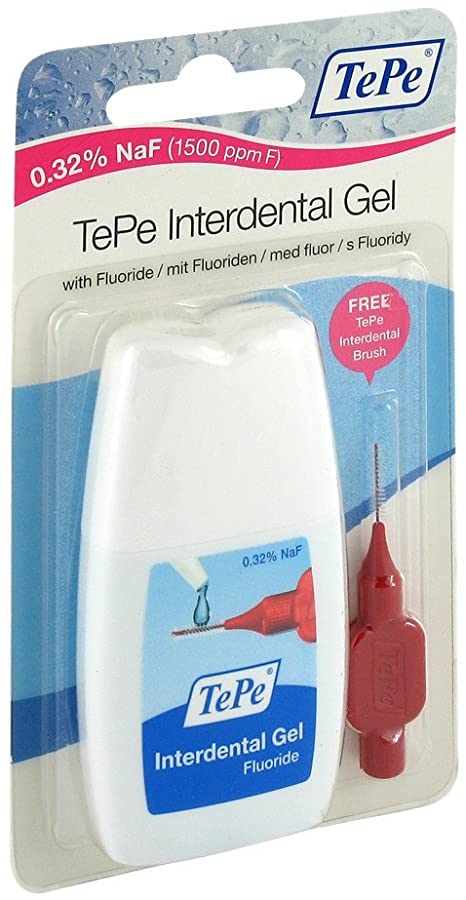 TePe®
0.32% NaF (1500 ppm F)
TePe Interdental Gel
with Fluoride / mit Fluoriden / med fluor / s Fluoridy
FREE
TePe
Interdental
Brush
0.32% NaF
TePe®
Interdental Gel
Fluoride
TePe